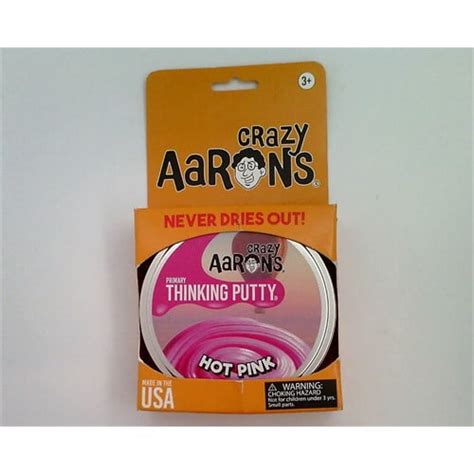 3+
CRAZY
AARON'S®
NEVER DRIES OUT!
CRAZY
AARON'S®
PRIMARY
THINKING PUTTY®
HOT PINK
MADE IN THE
USA
WARNING:
CHOKING HAZARD
Not for children under 3 yrs.
Small parts.